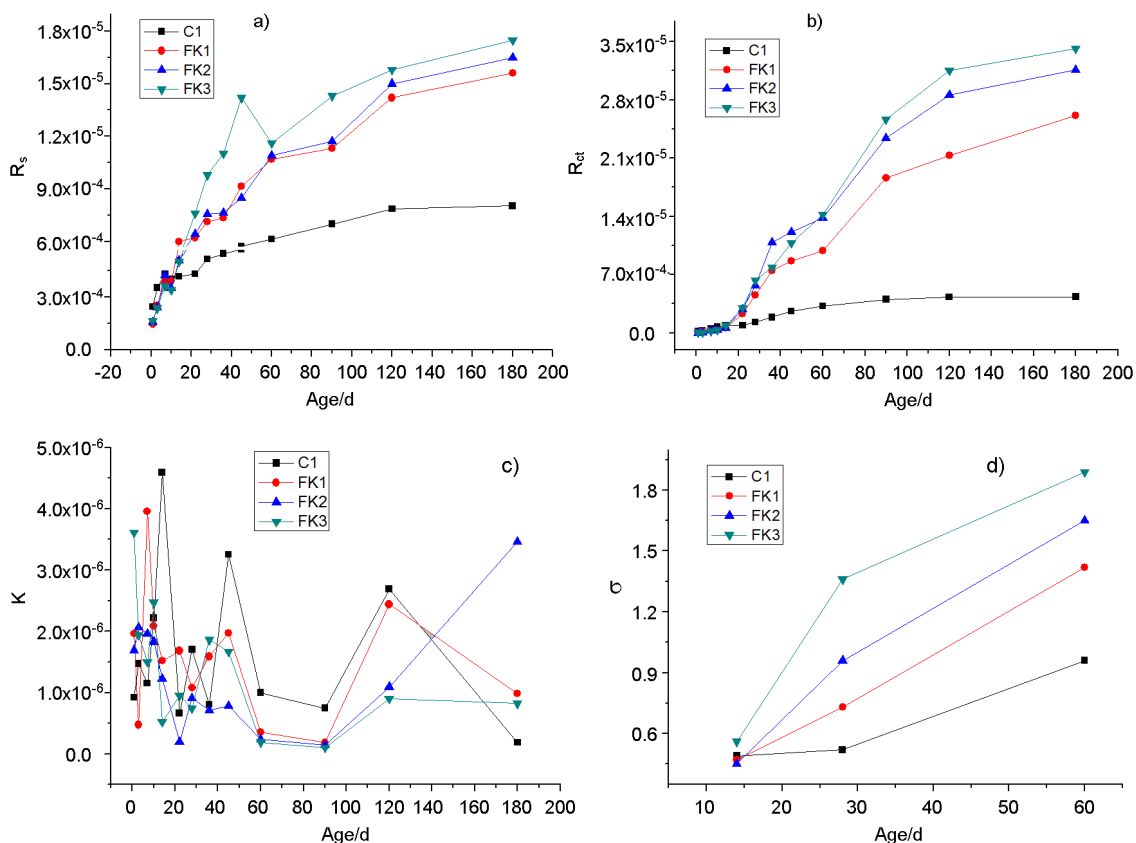 a)
C1
FK1
FK2
FK3
1.8x10⁻⁵
1.5x10⁻⁵
1.2x10⁻⁵
9.0x10⁻⁴
6.0x10⁻⁴
3.0x10⁻⁴
0.0
Rs
-20 0 20 40 60 80 100 120 140 160 180 200
Age/d
b)
C1
FK1
FK2
FK3
3.5x10⁻⁵
2.8x10⁻⁵
2.1x10⁻⁵
1.4x10⁻⁵
7.0x10⁻⁴
0.0
Rct
0 20 40 60 80 100 120 140 160 180 200
Age/d
c)
C1
FK1
FK2
FK3
5.0x10⁻⁶
4.0x10⁻⁶
3.0x10⁻⁶
2.0x10⁻⁶
1.0x10⁻⁶
0.0
K
0 20 40 60 80 100 120 140 160 180 200
Age/d
d)
C1
FK1
FK2
FK3
1.8
1.5
1.2
0.9
0.6
σ
10 20 30 40 50 60
Age/d